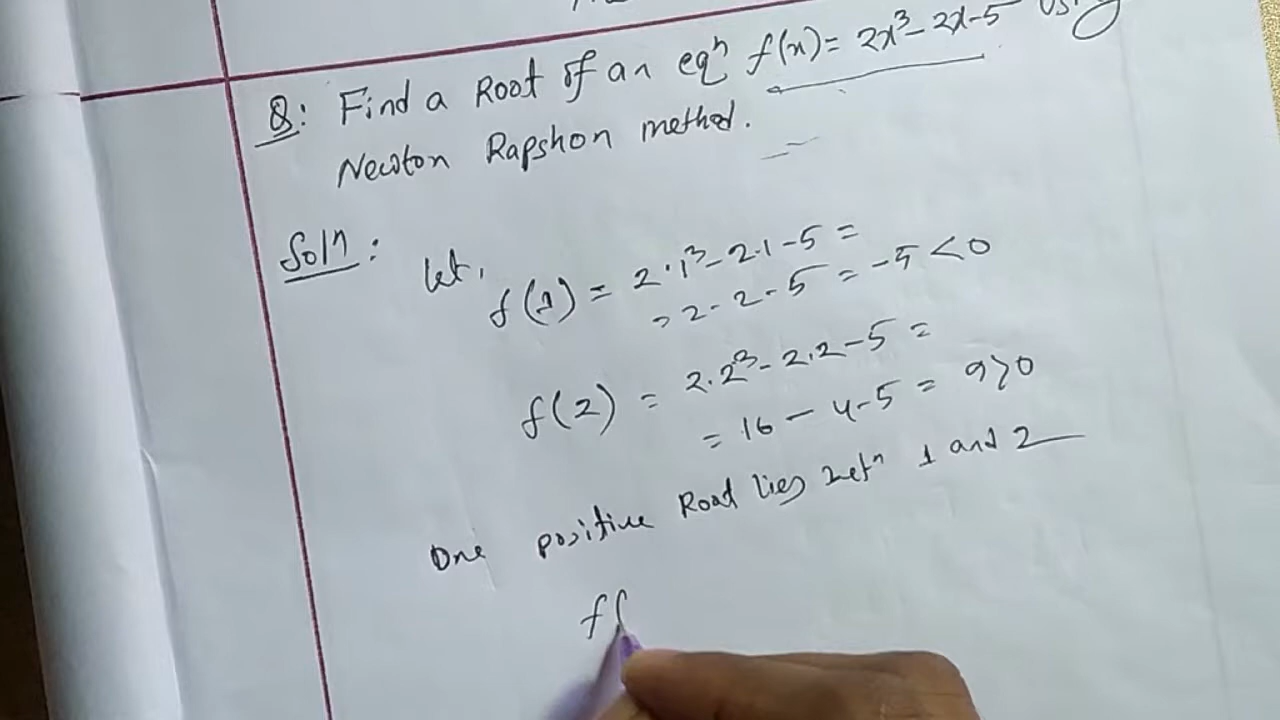 Q: Find a Root of an eqⁿ f(x) = 2x³ - 2x - 5 Using
Newton Rapshon method.
Solⁿ: Let,
f(1) = 2·1³ - 2·1 - 5 =
= 2 - 2 - 5 = -5 < 0
f(2) = 2·2³ - 2·2 - 5 =
= 16 - 4 - 5 = 9 > 0
One positive Road lies betⁿ 1 and 2
f(